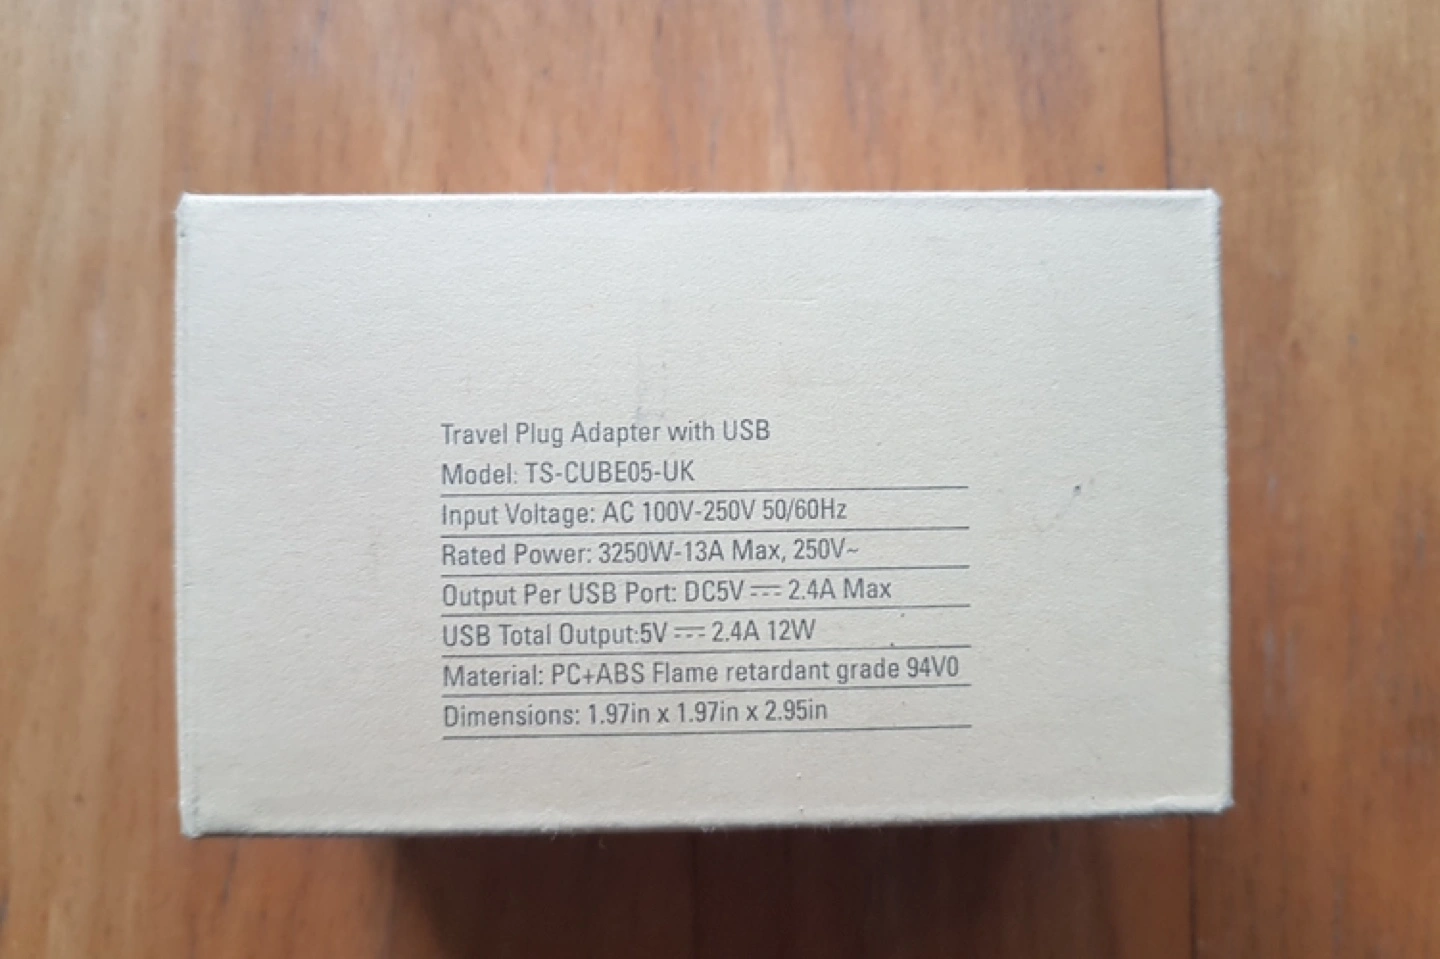 Travel Plug Adapter with USB
Model: TS-CUBE05-UK
Input Voltage: AC 100V-250V 50/60Hz
Rated Power: 3250W-13A Max, 250V~
Output Per USB Port: DC5V ⎓ 2.4A Max
USB Total Output:5V ⎓ 2.4A 12W
Material: PC+ABS Flame retardant grade 94V0
Dimensions: 1.97in x 1.97in x 2.95in